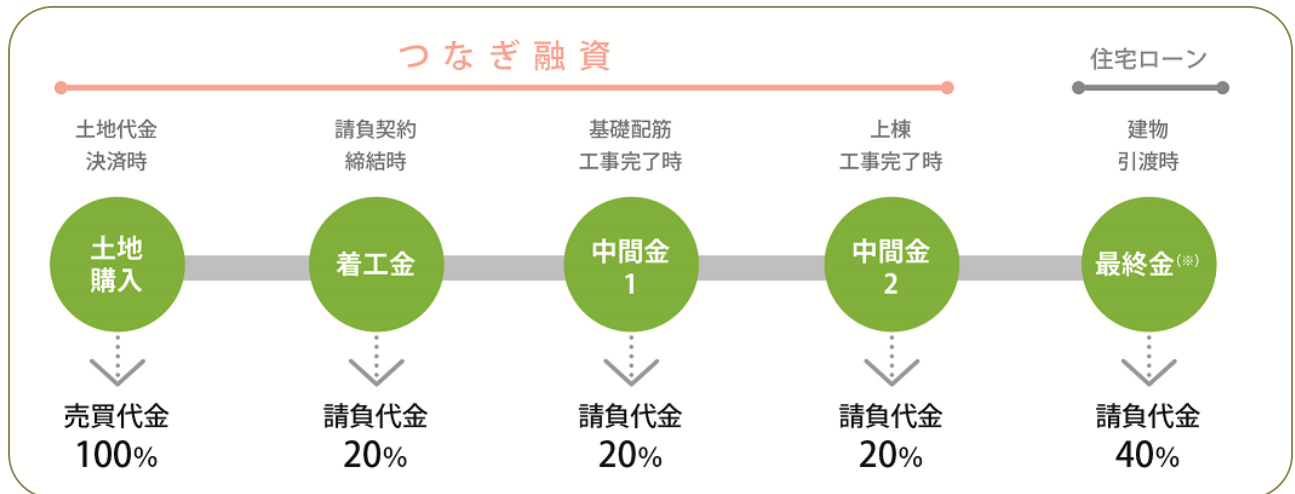 つなぎ融資
住宅ローン
土地代金
決済時
請負契約
締結時
基礎配筋
工事完了時
上棟
工事完了時
建物
引渡時
土地
購入
着工金
中間金
1
中間金
2
最終金(※)
売買代金
100%
請負代金
20%
請負代金
20%
請負代金
20%
請負代金
40%